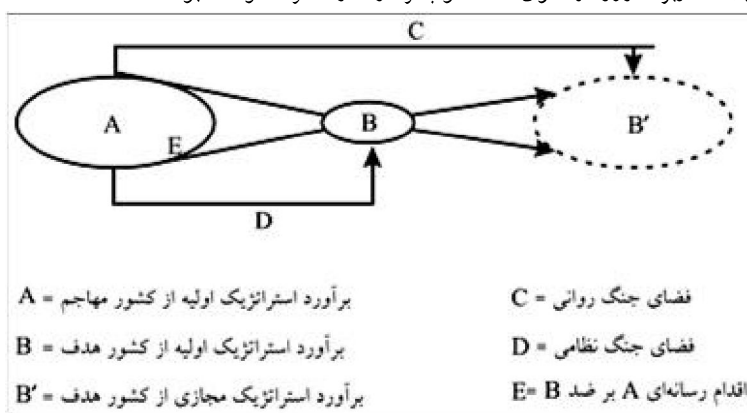 C
A
B
B′
E
D
فضای جنگ روانی = C
برآورد استراتژیک اولیه از کشور مهاجم = A
فضای جنگ نظامی = D
برآورد استراتژیک اولیه از کشور هدف = B
اقدام رسانه‌ای A بر ضد E= B
برآورد استراتژیک مجازی از کشور هدف = B′